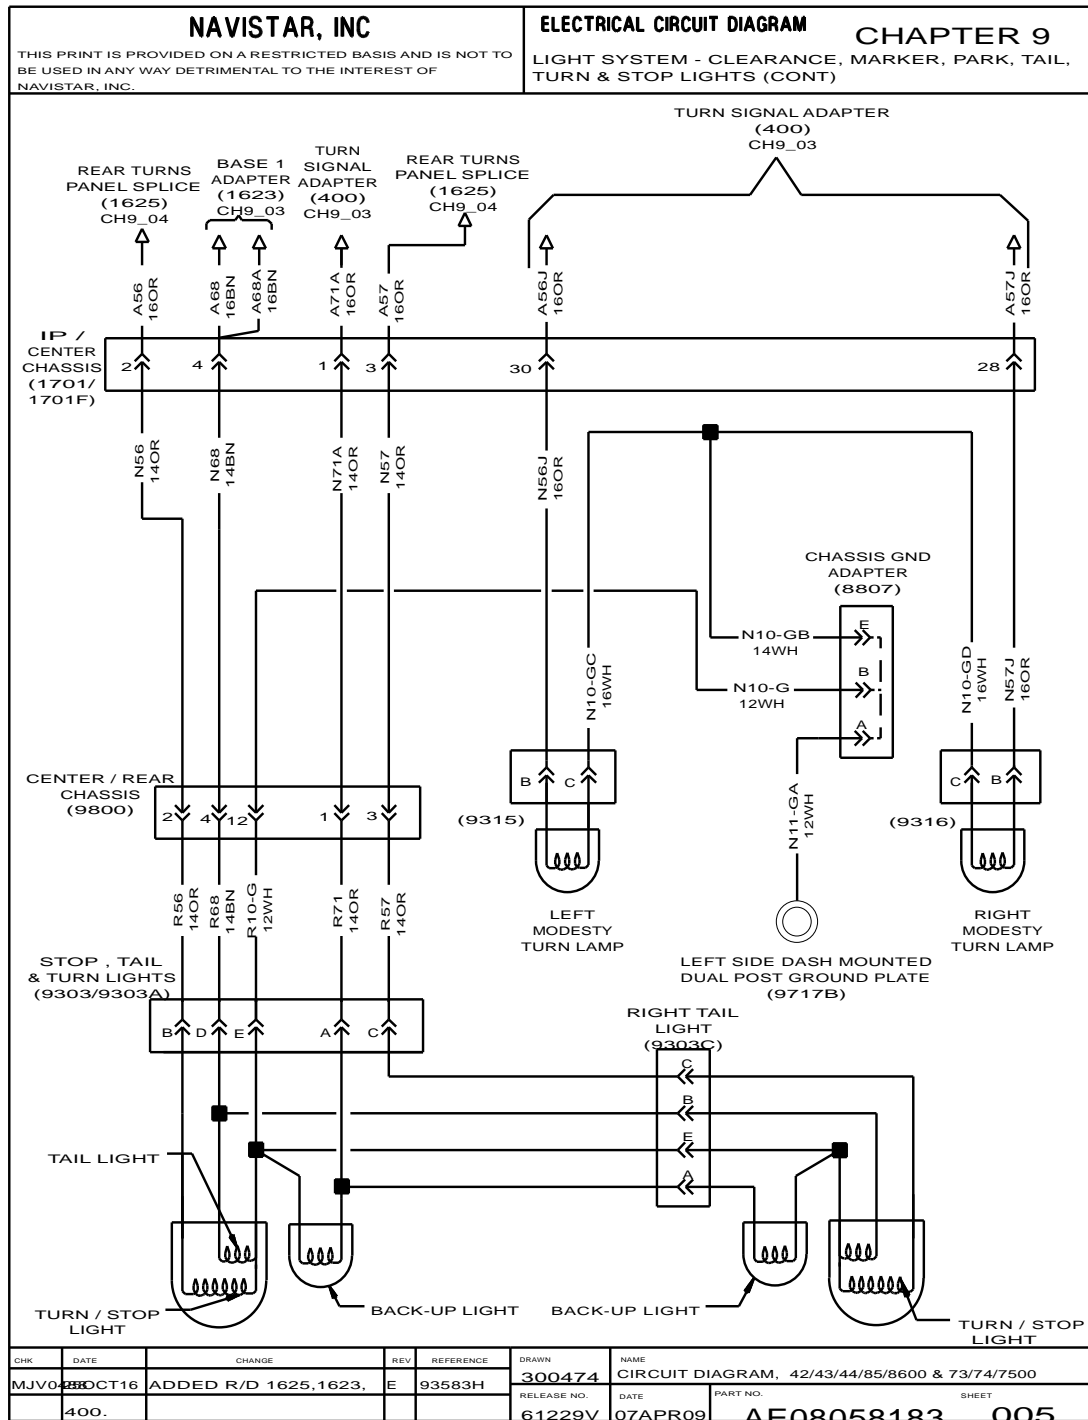 NAVISTAR, INC
THIS PRINT IS PROVIDED ON A RESTRICTED BASIS AND IS NOT TO
BE USED IN ANY WAY DETRIMENTAL TO THE INTEREST OF
NAVISTAR, INC.
ELECTRICAL CIRCUIT DIAGRAM
CHAPTER 9
LIGHT SYSTEM - CLEARANCE, MARKER, PARK, TAIL,
TURN & STOP LIGHTS (CONT)
TURN SIGNAL ADAPTER
(400)
CH9_03
REAR TURNS
PANEL SPLICE
(1625)
CH9_04
BASE 1
ADAPTER
(1623)
CH9_03
TURN
SIGNAL
ADAPTER
(400)
CH9_03
REAR TURNS
PANEL SPLICE
(1625)
CH9_04
A56
16OR
A68
16BN
A68A
16BN
A71A
16OR
A57
16OR
A56J
16OR
A57J
16OR
IP /
CENTER
CHASSIS
(1701/
1701F)
2
4
1
3
30
28
N56
14OR
N68
14BN
N71A
14OR
N57
14OR
N56J
16OR
CHASSIS GND
ADAPTER
(8807)
E
N10-GB
14WH
B
N10-G
12WH
A
N10-GC
16WH
N10-GD
16WH
N57J
16OR
N11-GA
12WH
CENTER / REAR
CHASSIS
(9800)
2
4
12
1
3
B
C
(9315)
C
B
(9316)
R56
14OR
R68
14BN
R10-G
12WH
R71
14OR
R57
14OR
LEFT
MODESTY
TURN LAMP
RIGHT
MODESTY
TURN LAMP
LEFT SIDE DASH MOUNTED
DUAL POST GROUND PLATE
(9717B)
STOP , TAIL
& TURN LIGHTS
(9303/9303A)
B
D
E
A
C
RIGHT TAIL
LIGHT
(9303C)
C
B
E
A
TAIL LIGHT
TURN / STOP
LIGHT
BACK-UP LIGHT
BACK-UP LIGHT
TURN / STOP
LIGHT
CHK
DATE
CHANGE
REV
REFERENCE
OCT16
ADDED R/D 1625,1623,
E
93583H
400.
DRAWN
300474
NAME
CIRCUIT DIAGRAM, 42/43/44/85/8600 & 73/74/7500
RELEASE NO.
61229V
DATE
07APR09
PART NO.
AE08058183
SHEET
005